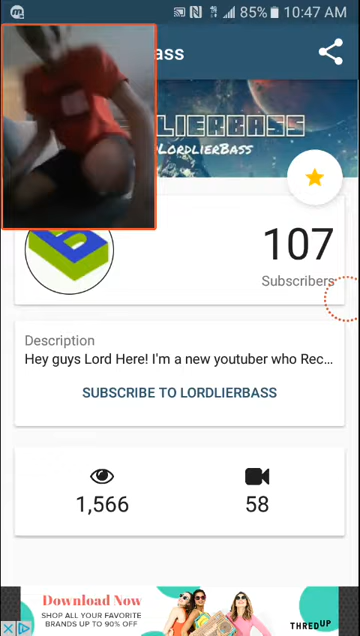 85% 10:47 AM
ass
LIERBASS
LORDLIERBASS
107
Subscribers
Description
Hey guys Lord Here! I'm a new youtuber who Rec...
SUBSCRIBE TO LORDLIERBASS
1,566 58
Download Now
SHOP ALL YOUR FAVORITE
BRANDS UP TO 90% OFF
THREDUP